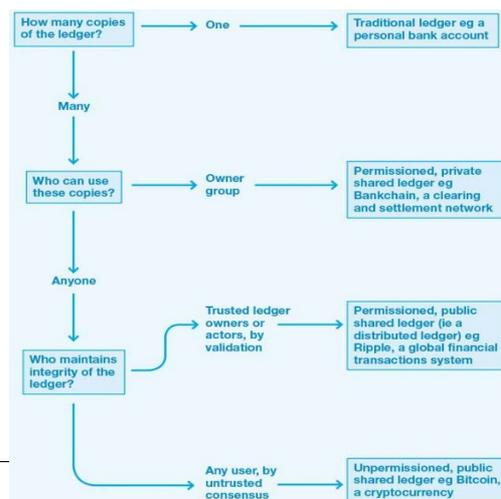 How many copies
of the ledger?
One
Traditional ledger eg a
personal bank account
Many
Who can use
these copies?
Owner
group
Permissioned, private
shared ledger eg
Bankchain, a clearing
and settlement network
Anyone
Who maintains
integrity of the
ledger?
Trusted ledger
owners or
actors, by
validation
Permissioned, public
shared ledger (ie a
distributed ledger) eg
Ripple, a global financial
transactions system
Any user, by
untrusted
consensus
Unpermissioned, public
shared ledger eg Bitcoin,
a cryptocurrency